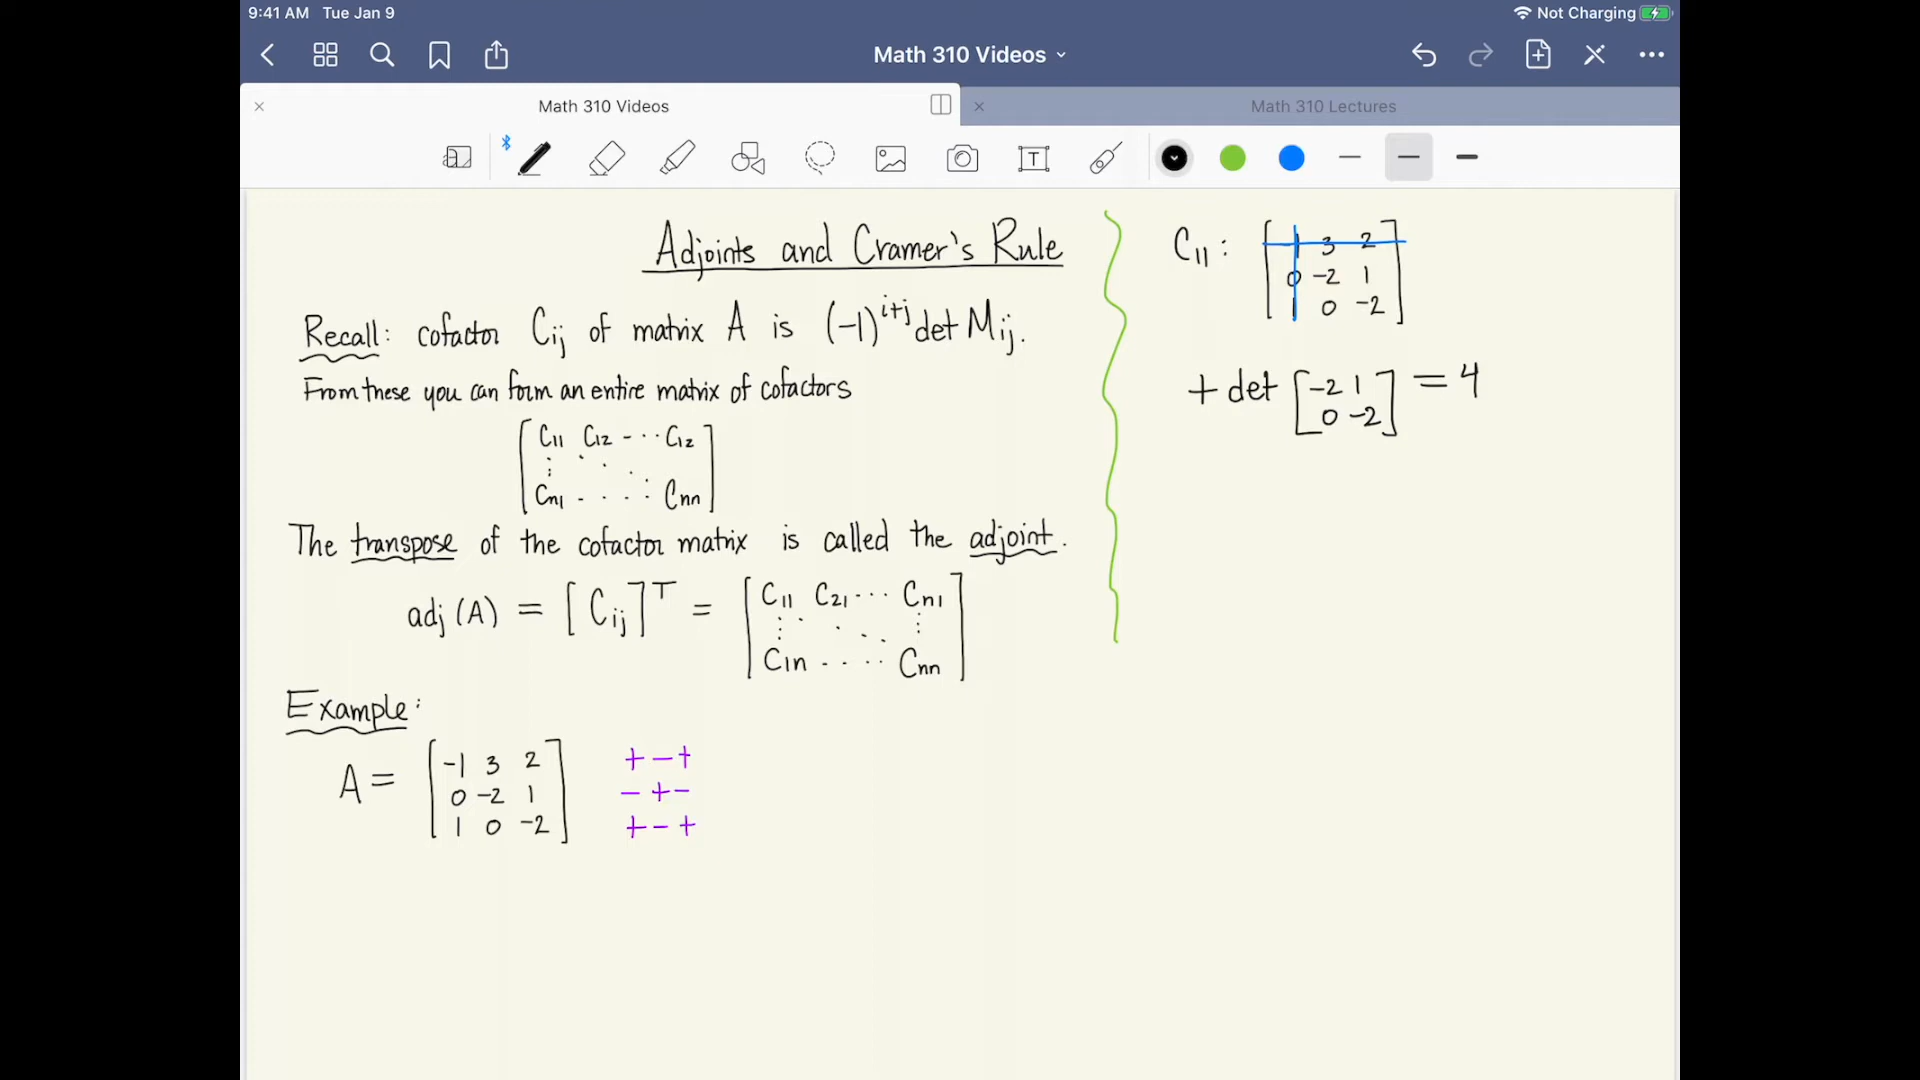 9:41 AM Tue Jan 9
Not Charging
Math 310 Videos
Math 310 Videos
Math 310 Lectures
Adjoints and Cramer's Rule
Recall: cofactor Cij of matrix A is (-1)^{i+j} det Mij.
From these you can form an entire matrix of cofactors
C11 C12 - ·· C12
Cn1 - · · · Cnn
The transpose of the cofactor matrix is called the adjoint.
adj (A) = [Cij]^T = 
C11 C21 ··· Cn1
C1n - · · ·· Cnn
Example:
A =
-1 3 2
0 -2 1
1 0 -2
+ - +
- + -
+ - +
C11:
3 2
0 -2 1
1 0 -2
+ det
-2 1
0 -2
= 4